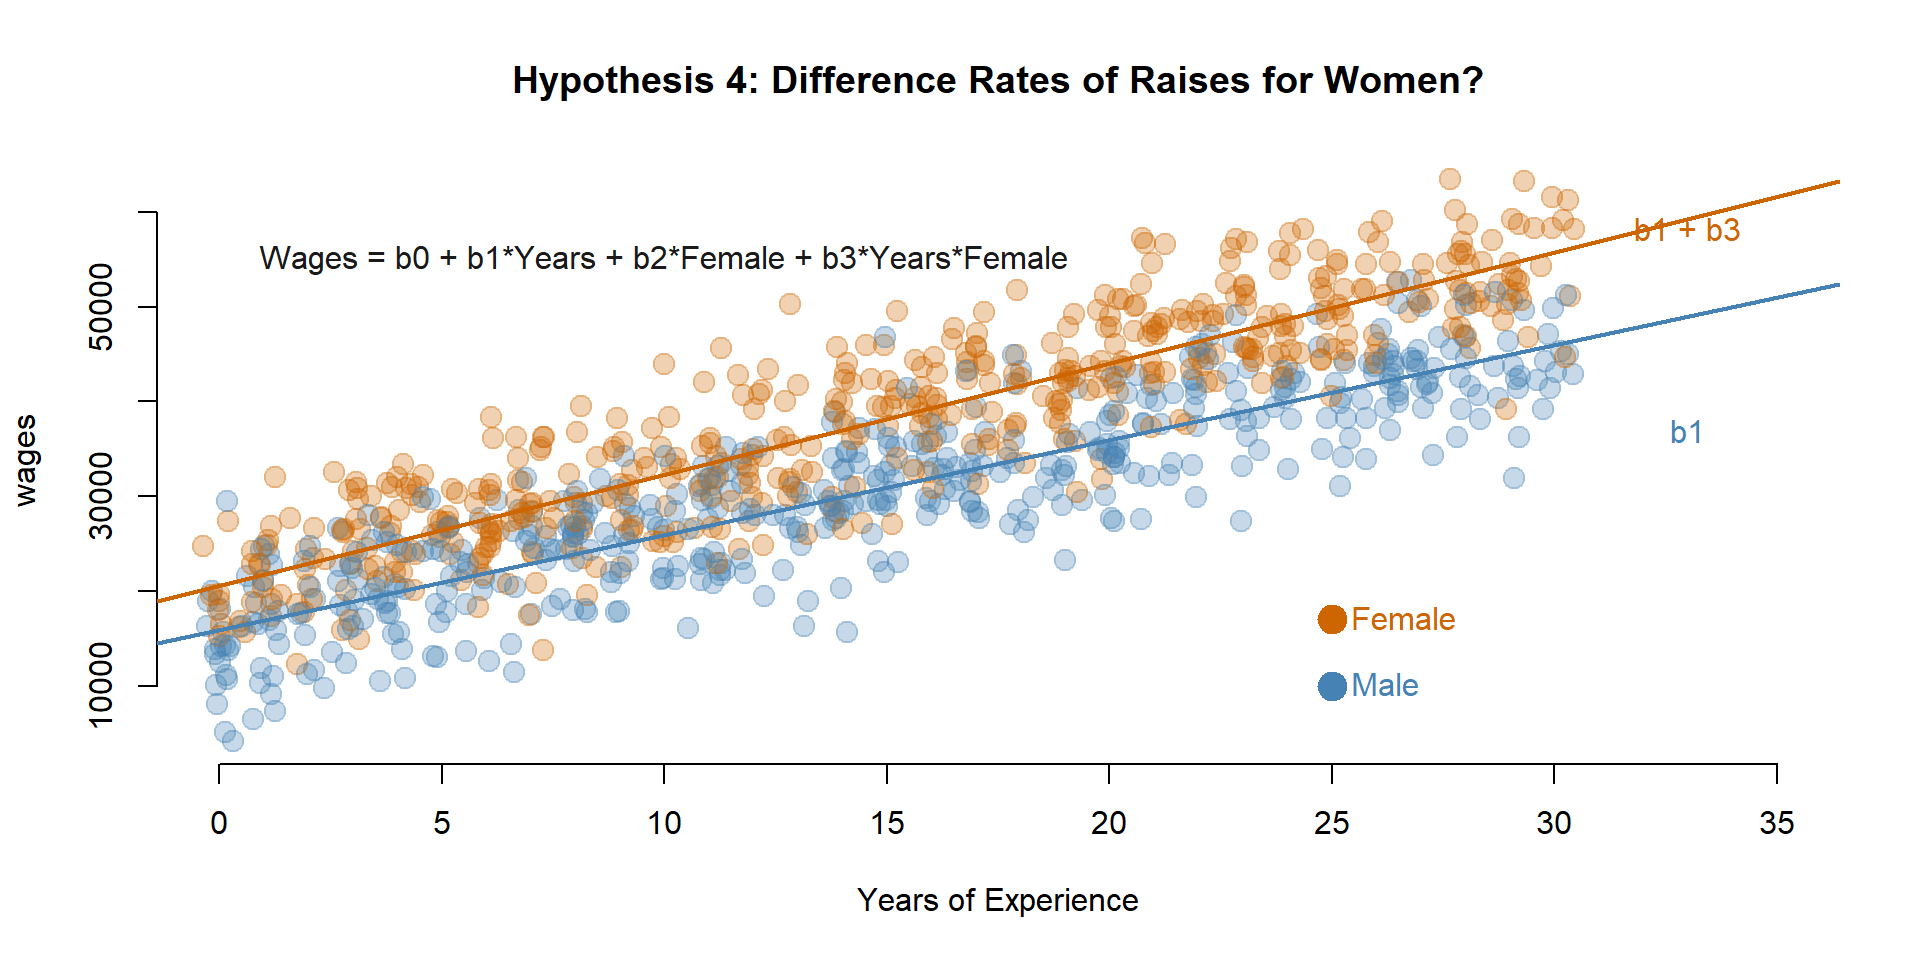 Hypothesis 4: Difference Rates of Raises for Women?
Wages = b0 + b1*Years + b2*Female + b3*Years*Female
b1 + b3
b1
Female
Male
wages
50000
30000
10000
0 5 10 15 20 25 30 35
Years of Experience